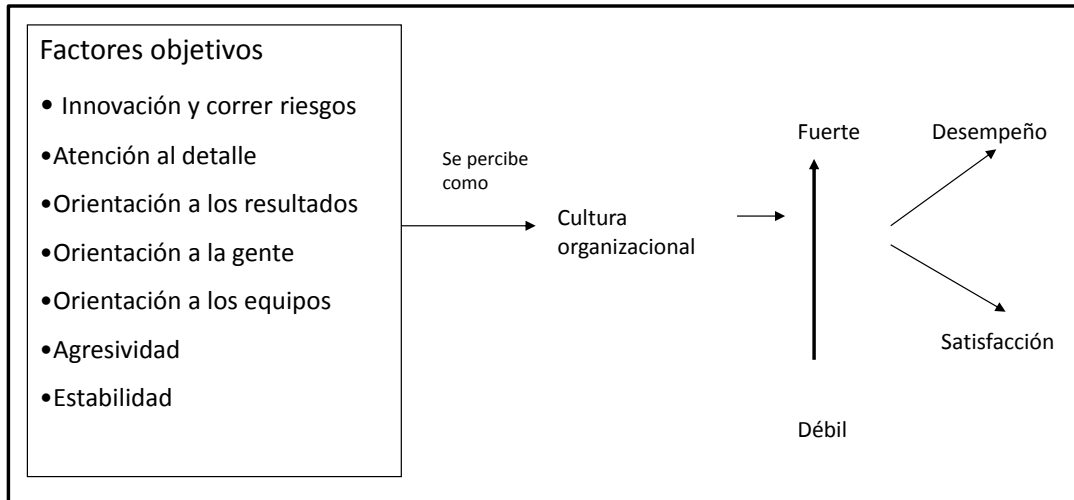 Factores objetivos
• Innovación y correr riesgos
•Atención al detalle
•Orientación a los resultados
•Orientación a la gente
•Orientación a los equipos
•Agresividad
•Estabilidad
Se percibe
como
Cultura
organizacional
Fuerte
Débil
Desempeño
Satisfacción